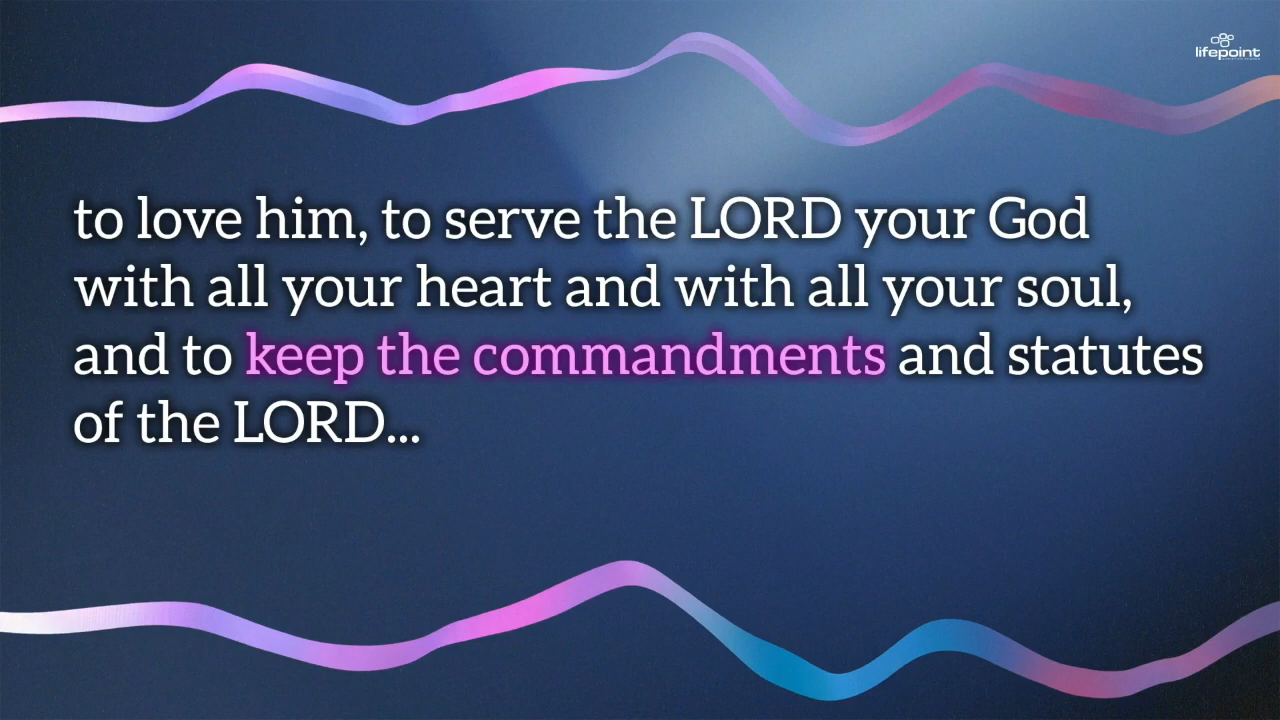 lifepoint
to love him, to serve the LORD your God
with all your heart and with all your soul,
and to keep the commandments and statutes
of the LORD...